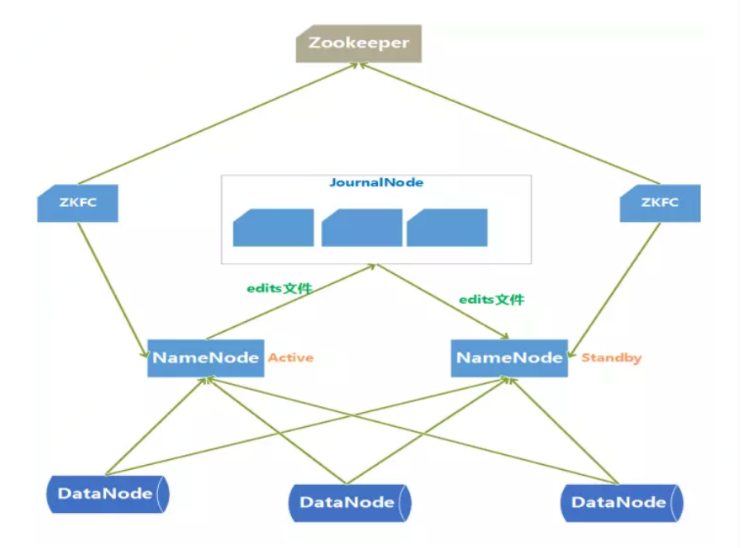 Zookeeper
JournalNode
ZKFC
ZKFC
edits文件
edits文件
NameNode Active
NameNode Standby
DataNode
DataNode
DataNode